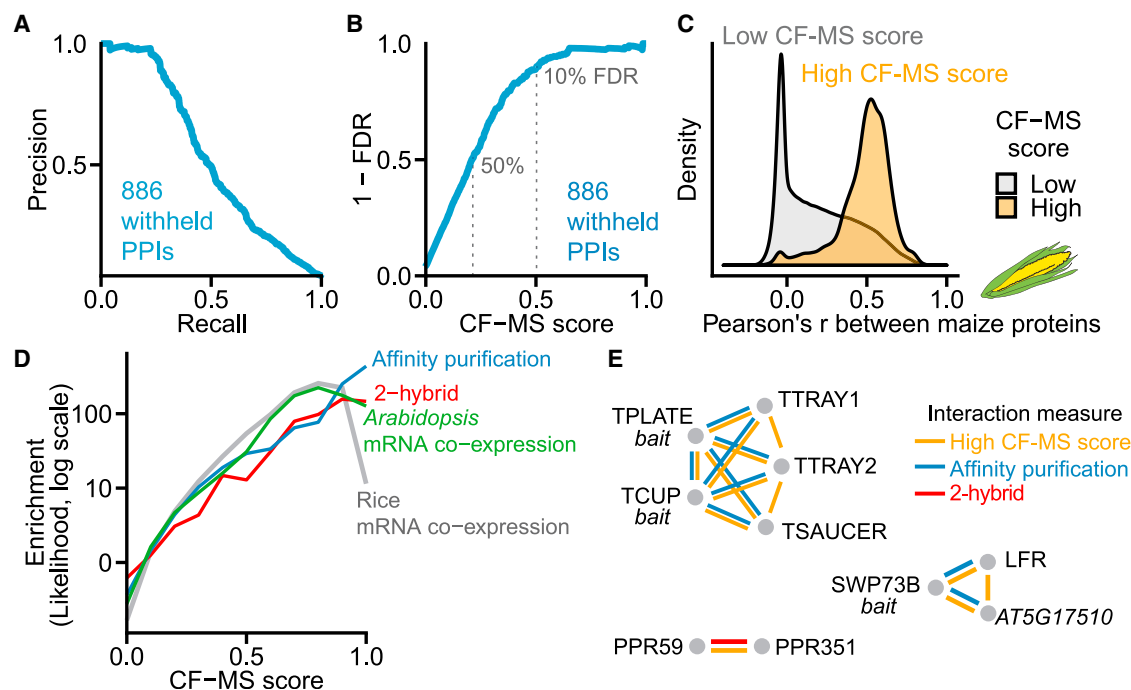 A
1.0
0.5
Precision
886
withheld
PPIs
0.0
0.5
1.0
Recall
B
1.0
0.5
0.0
1 − FDR
10% FDR
50%
886
withheld
PPIs
0.0
0.5
1.0
CF−MS score
C
Low CF−MS score
High CF−MS score
Density
CF−MS
score
Low
High
0.0
0.5
1.0
Pearson's r between maize proteins
D
Enrichment
(Likelihood, log scale)
100
10
0
Affinity purification
2−hybrid
Arabidopsis
mRNA co−expression
Rice
mRNA co−expression
0.0
0.5
1.0
CF−MS score
E
TTRAY1
TPLATE
bait
TTRAY2
TCUP
bait
TSAUCER
Interaction measure
High CF−MS score
Affinity purification
2-hybrid
LFR
SWP73B
bait
AT5G17510
PPR59
PPR351